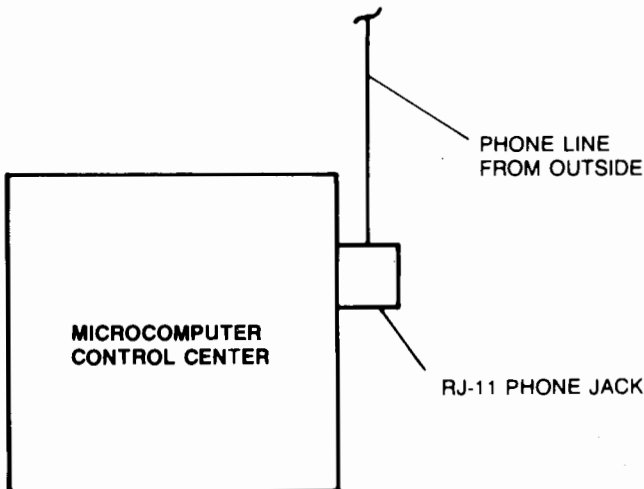 PHONE LINE
FROM OUTSIDE
MICROCOMPUTER
CONTROL CENTER
RJ-11 PHONE JACK